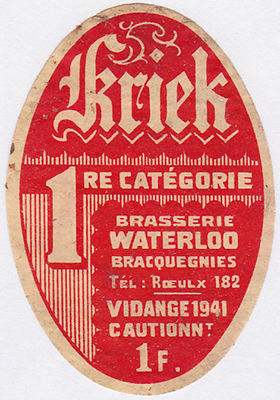 Kriek
1RE CATÉGORIE
BRASSERIE
WATERLOO
BRACQUEGNIES
TÉL : RŒULX 182
VIDANGE 1941
CAUTIONNT
1F.